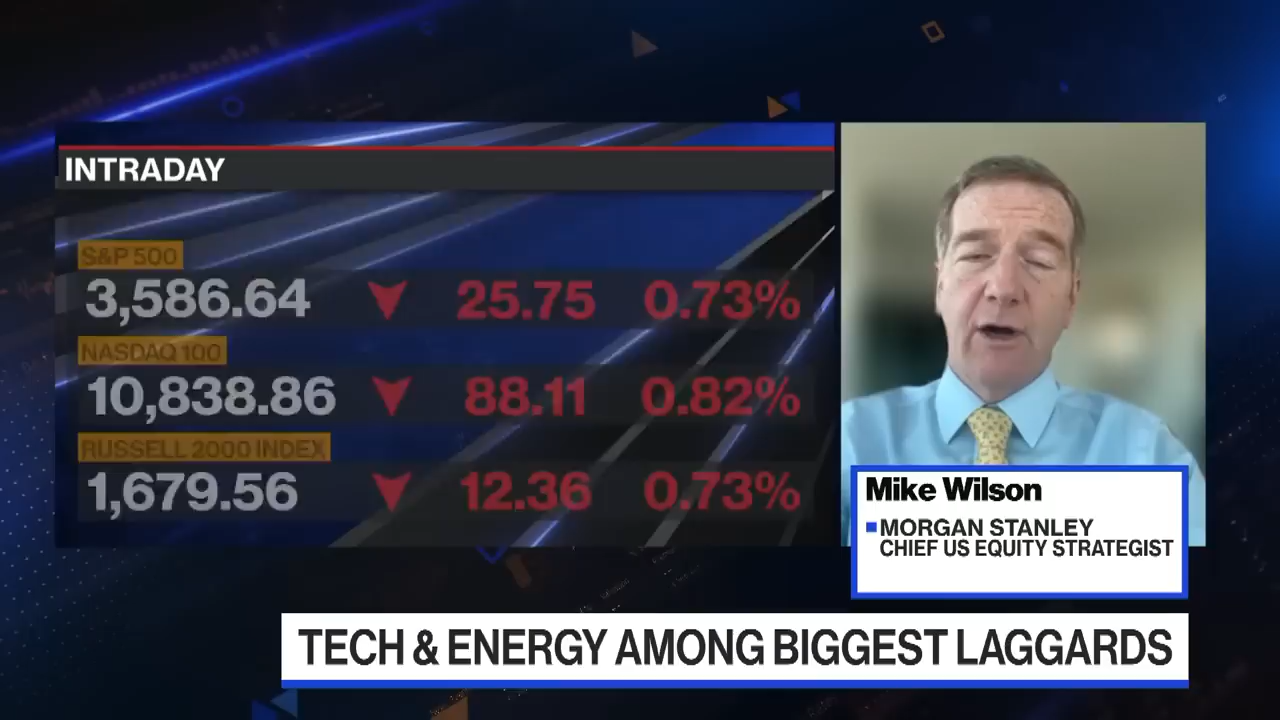 INTRADAY
S&P 500
3,586.64 25.75 0.73%
NASDAQ 100
10,838.86 88.11 0.82%
RUSSELL 2000 INDEX
1,679.56 12.36 0.73%
Mike Wilson
MORGAN STANLEY
CHIEF US EQUITY STRATEGIST
TECH & ENERGY AMONG BIGGEST LAGGARDS